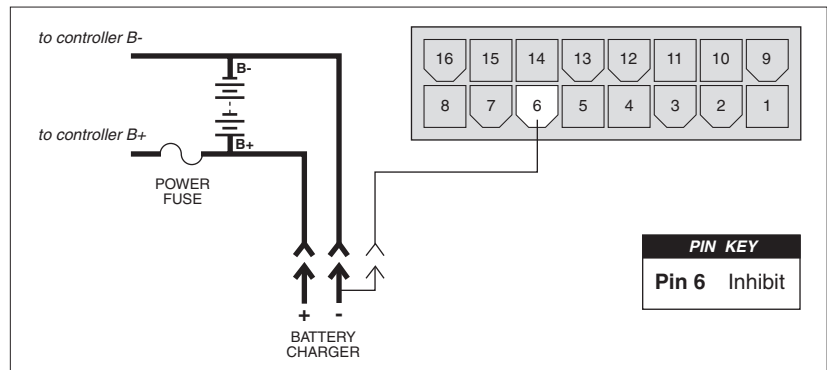 to controller B-
B-
to controller B+
B+
POWER
FUSE
16 15 14 13 12 11 10 9
8 7 6 5 4 3 2 1
PIN KEY
Pin 6 Inhibit
+ -
BATTERY
CHARGER